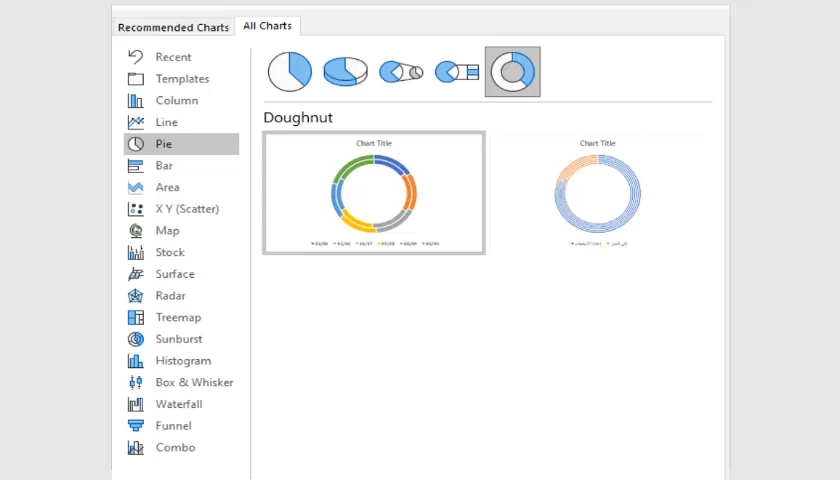 Recommended Charts
All Charts
Recent
Templates
Column
Line
Pie
Bar
Area
X Y (Scatter)
Map
Stock
Surface
Radar
Treemap
Sunburst
Histogram
Box & Whisker
Waterfall
Funnel
Combo
Doughnut
Chart Title
Chart Title